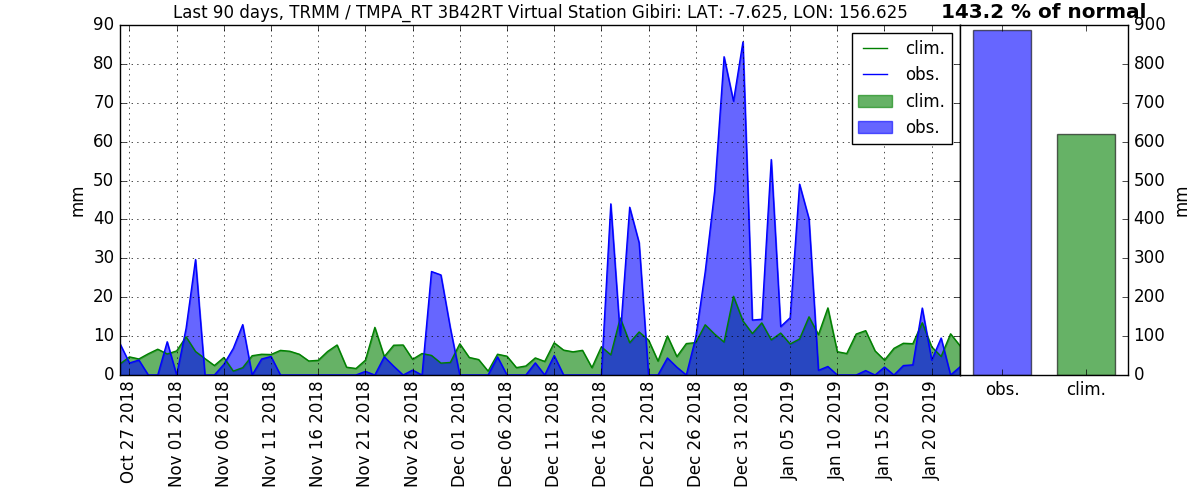 Last 90 days, TRMM / TMPA_RT 3B42RT Virtual Station Gibiri: LAT: -7.625, LON: 156.625
143.2 % of normal
90
80
70
60
50
40
30
20
10
0
mm
clim.
obs.
clim.
obs.
900
800
700
600
500
400
300
200
100
0
mm
obs.
clim.
Oct 27 2018
Nov 01 2018
Nov 06 2018
Nov 11 2018
Nov 16 2018
Nov 21 2018
Nov 26 2018
Dec 01 2018
Dec 06 2018
Dec 11 2018
Dec 16 2018
Dec 21 2018
Dec 26 2018
Dec 31 2018
Jan 05 2019
Jan 10 2019
Jan 15 2019
Jan 20 2019